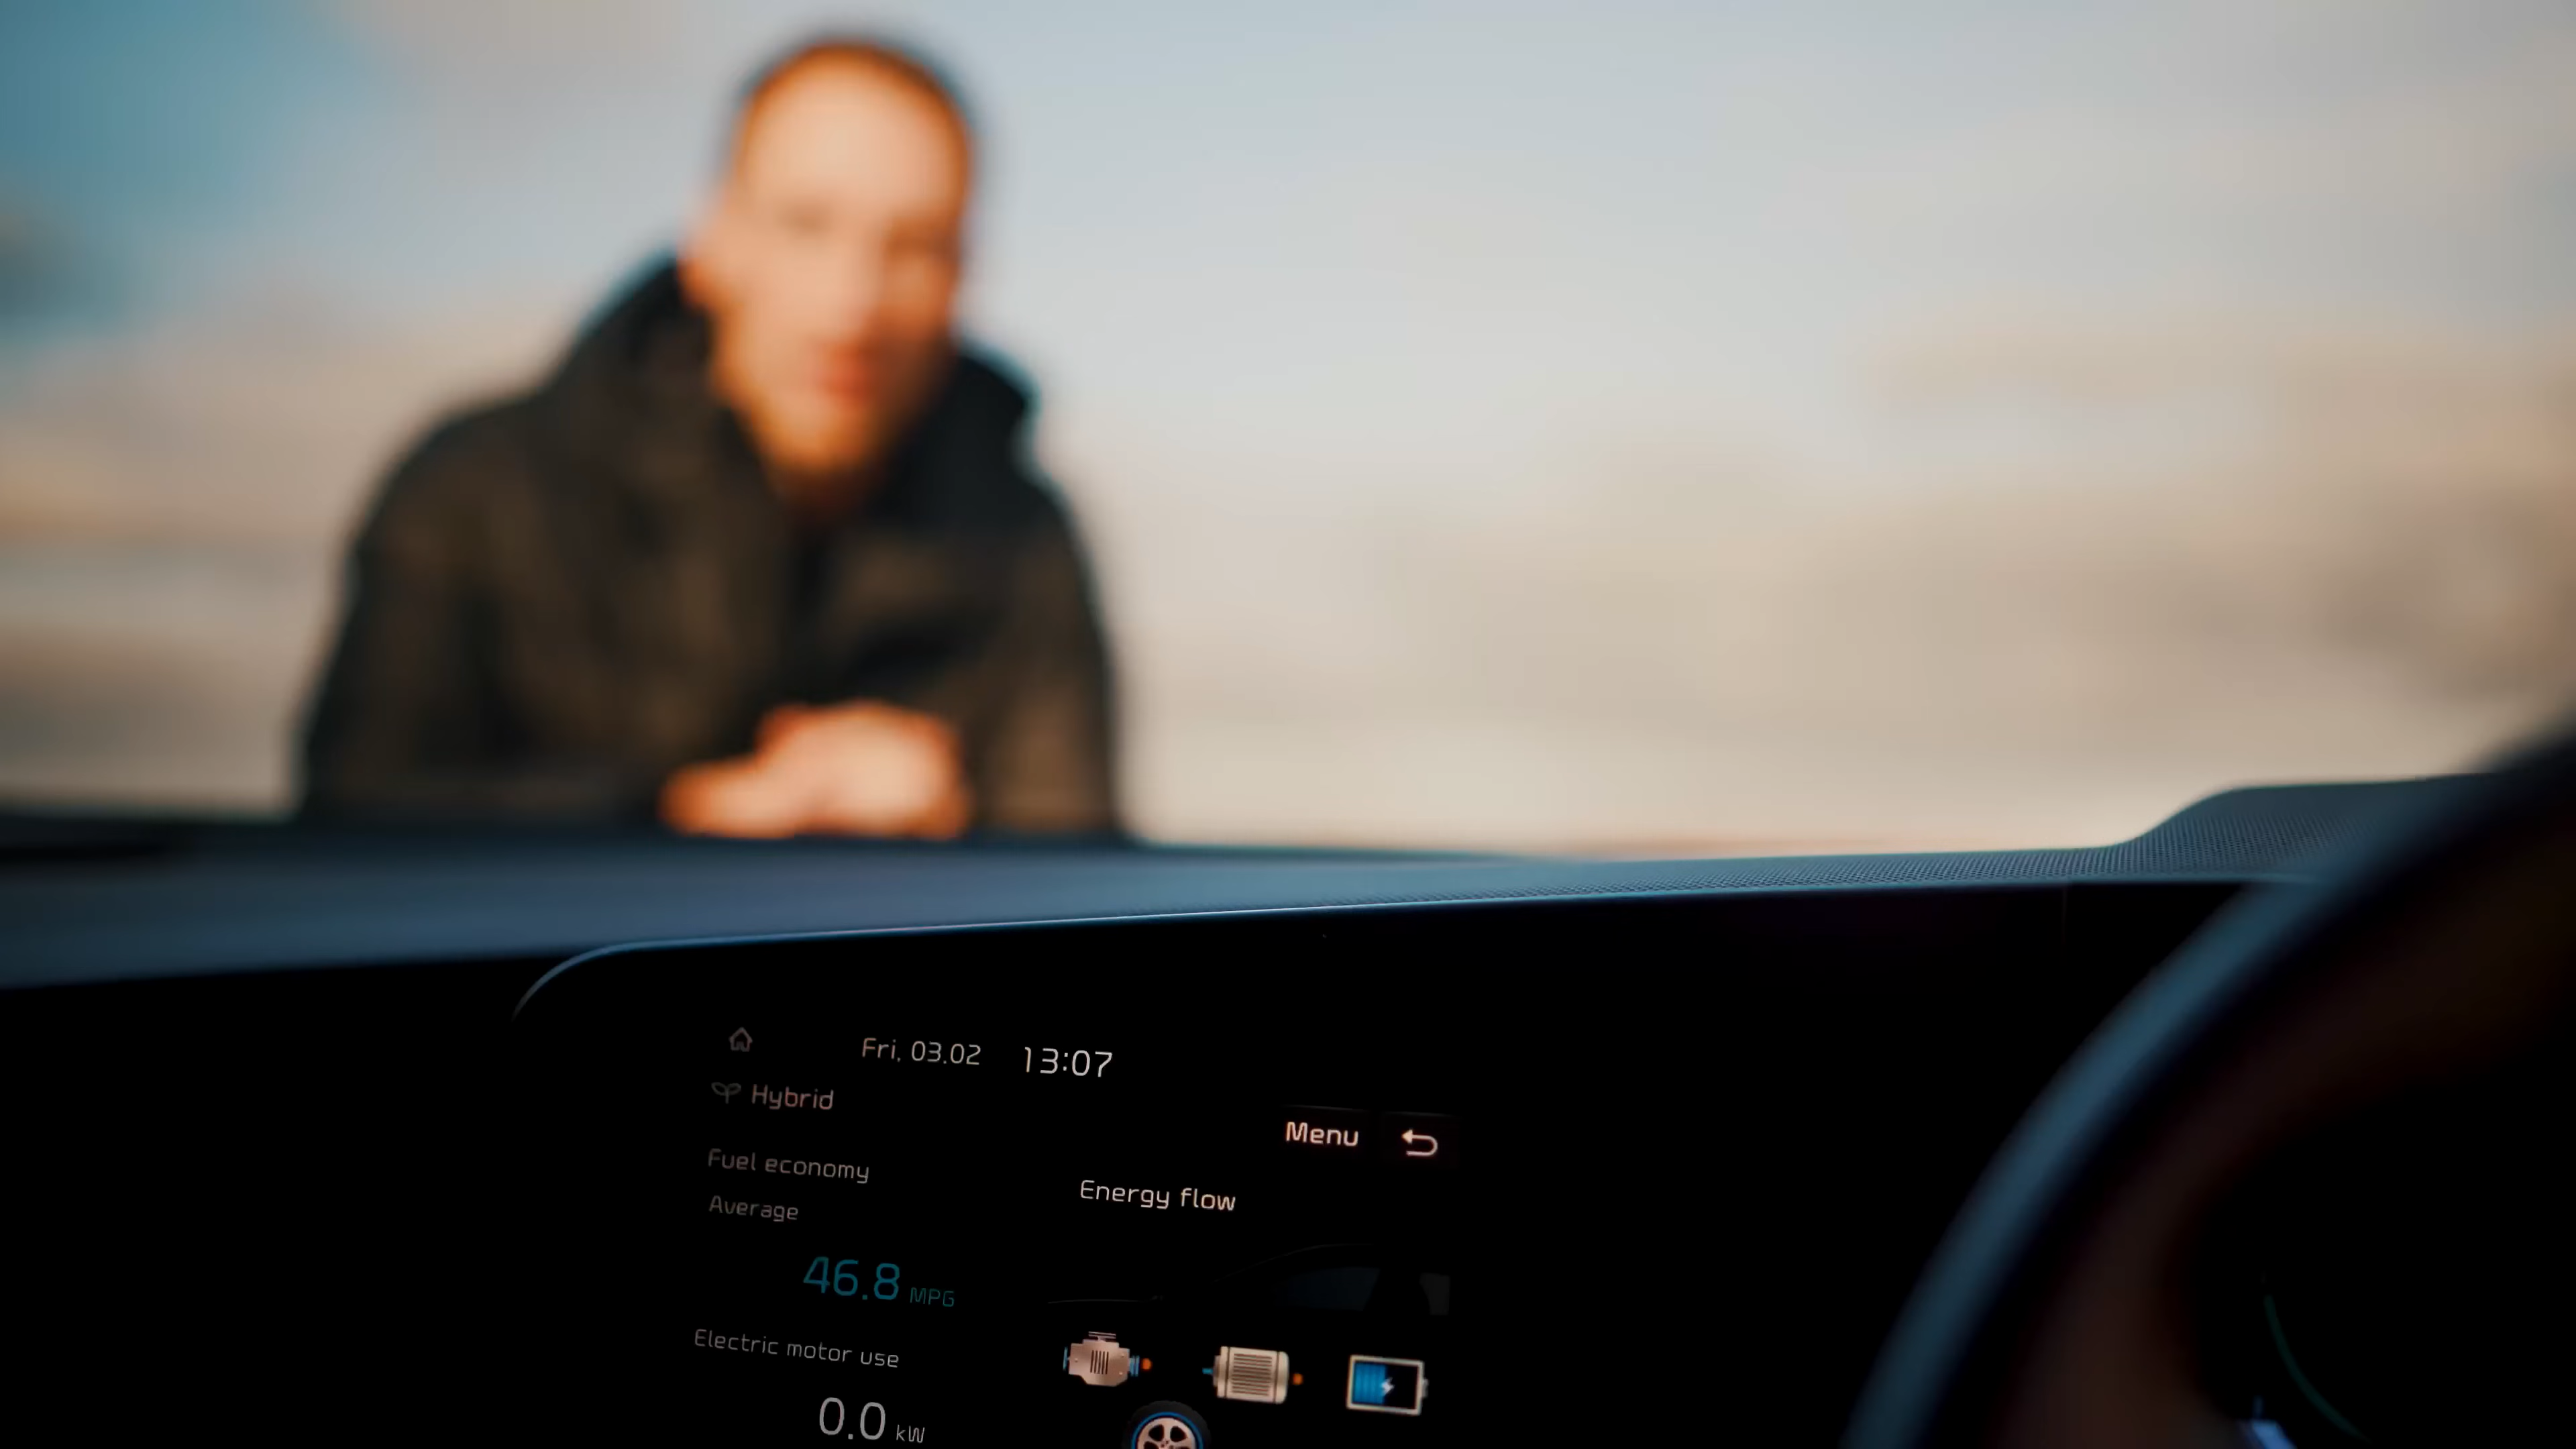 Fri, 03.02 13:07
Hybrid
Menu
Fuel economy
Average
Energy flow
46.8 MPG
Electric motor use
0.0 kW